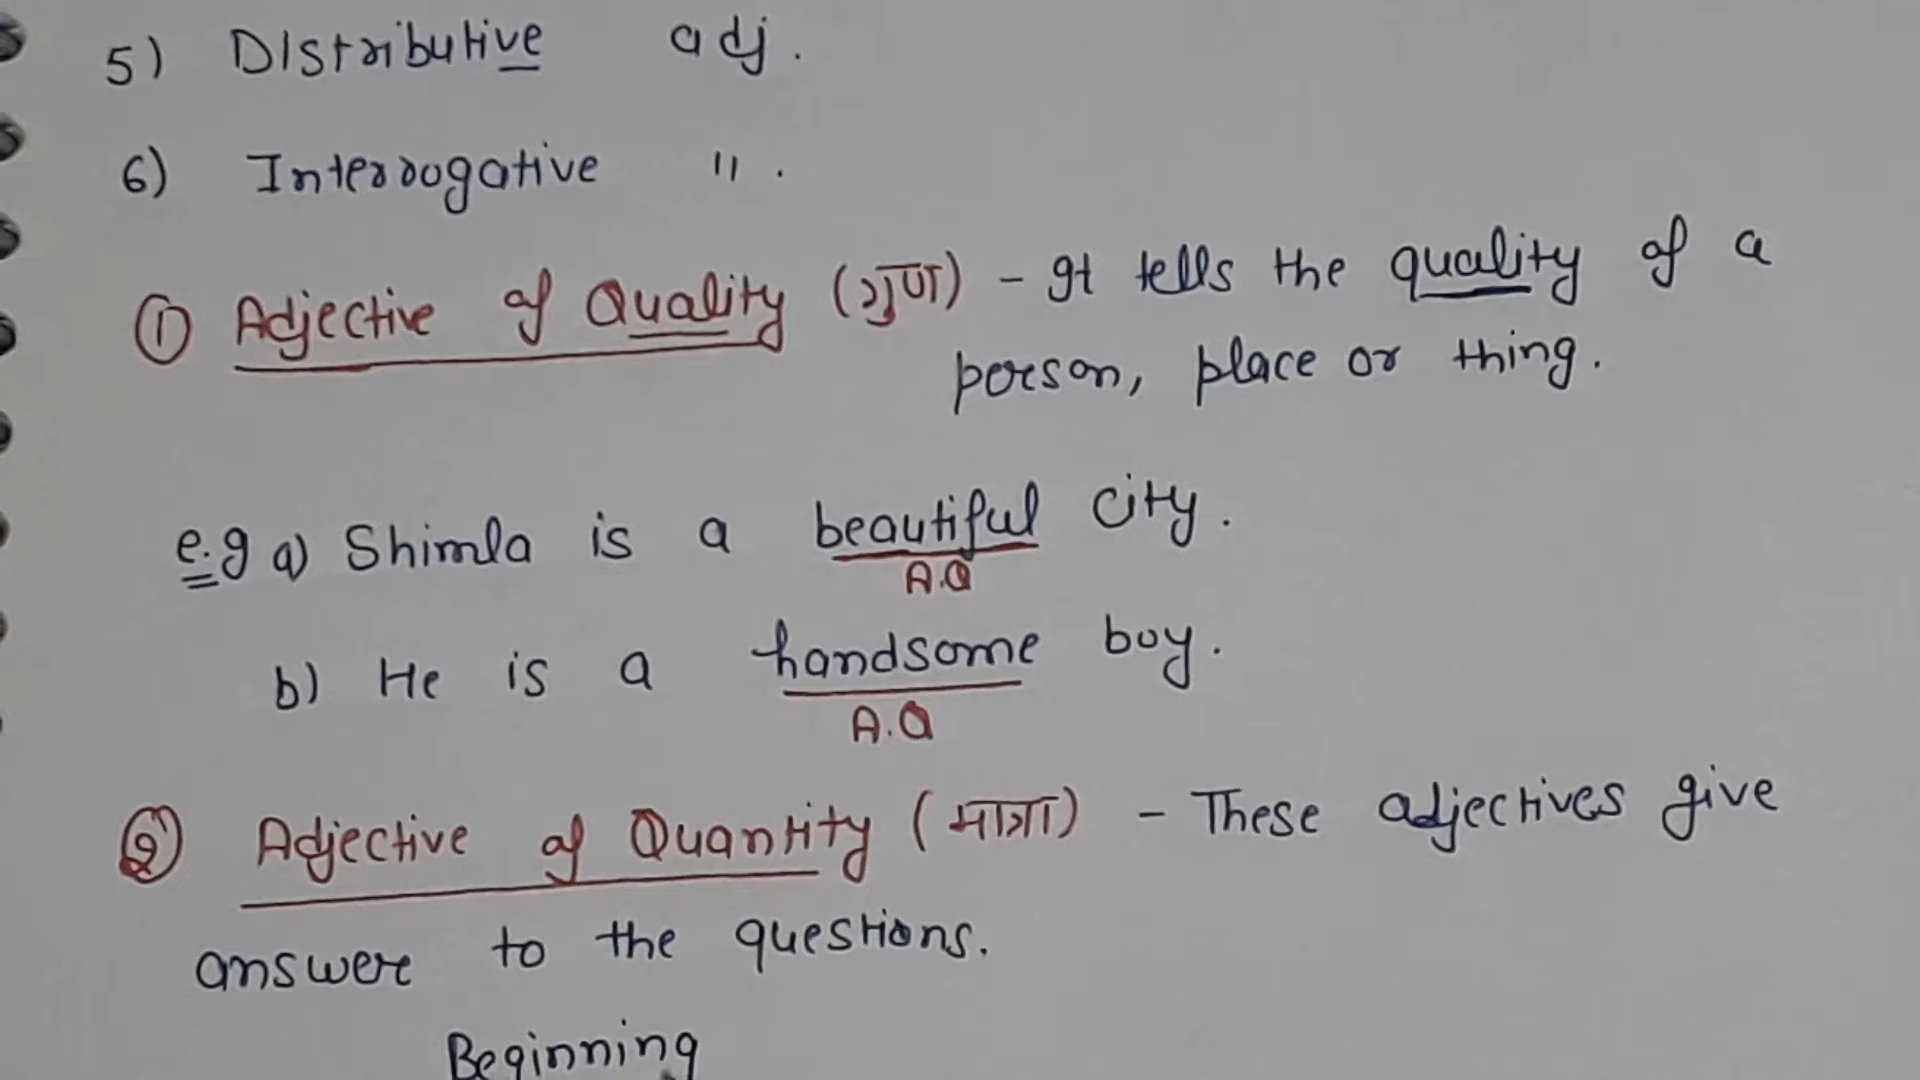 5) Distributive adj.
6) Interrogative " .
① Adjective of Quality (गुण) - It tells the quality of a
person, place or thing.
e.g a) Shimla is a beautiful city.
A.Q
b) He is a handsome boy.
A.Q
② Adjective of Quantity (मात्रा) - These adjectives give
answere to the questions.
Beginning